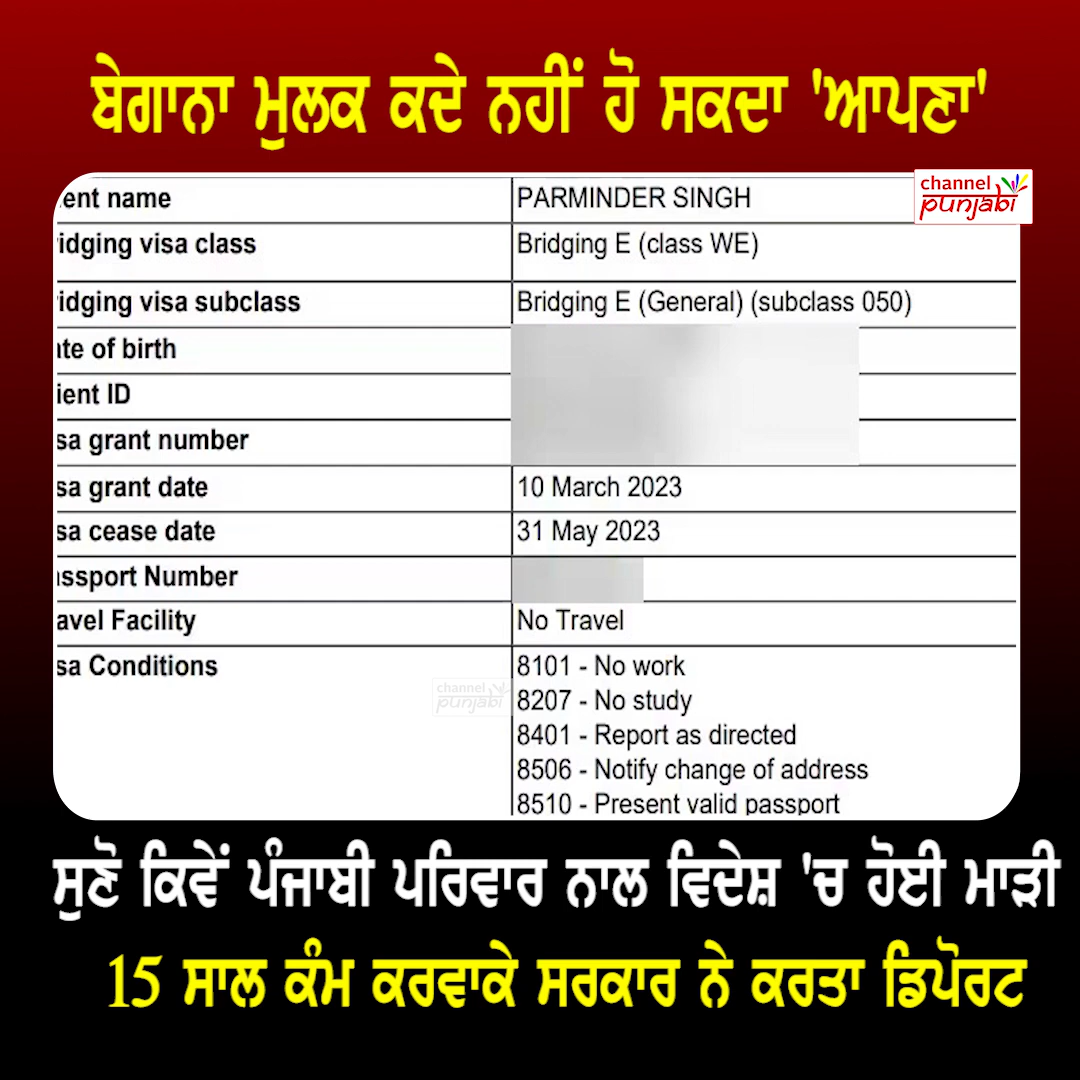 ਬੇਗਾਨਾ ਮੁਲਕ ਕਦੇ ਨਹੀਂ ਹੋ ਸਕਦਾ 'ਆਪਣਾ'
channel
punjabi
ent name PARMINDER SINGH
idging visa class Bridging E (class WE)
idging visa subclass Bridging E (General) (subclass 050)
te of birth
ient ID
sa grant number
sa grant date 10 March 2023
sa cease date 31 May 2023
ssport Number
avel Facility No Travel
sa Conditions 8101 - No work
channel
punjabi
8207 - No study
8401 - Report as directed
8506 - Notify change of address
8510 - Present valid passport
ਸੁਣੋ ਕਿਵੇਂ ਪੰਜਾਬੀ ਪਰਿਵਾਰ ਨਾਲ ਵਿਦੇਸ਼ 'ਚ ਹੋਈ ਮਾੜੀ
15 ਸਾਲ ਕੰਮ ਕਰਵਾਕੇ ਸਰਕਾਰ ਨੇ ਕਰਤਾ ਡਿਪੋਰਟ